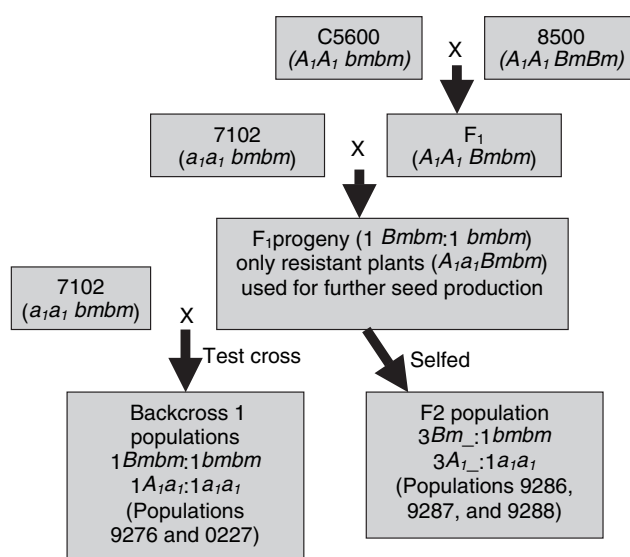 C5600
(A₁A₁ bmbm)
X
8500
(A₁A₁ BmBm)
7102
(a₁a₁ bmbm)
X
F₁
(A₁A₁ Bmbm)
F₁progeny (1 Bmbm:1 bmbm)
only resistant plants (A₁a₁Bmbm)
used for further seed production
7102
(a₁a₁ bmbm)
X
Test cross
Selfed
Backcross 1
populations
1Bmbm:1bmbm
1A₁a₁:1a₁a₁
(Populations
9276 and 0227)
F2 population
3Bm_:1bmbm
3A₁_:1a₁a₁
(Populations 9286,
9287, and 9288)